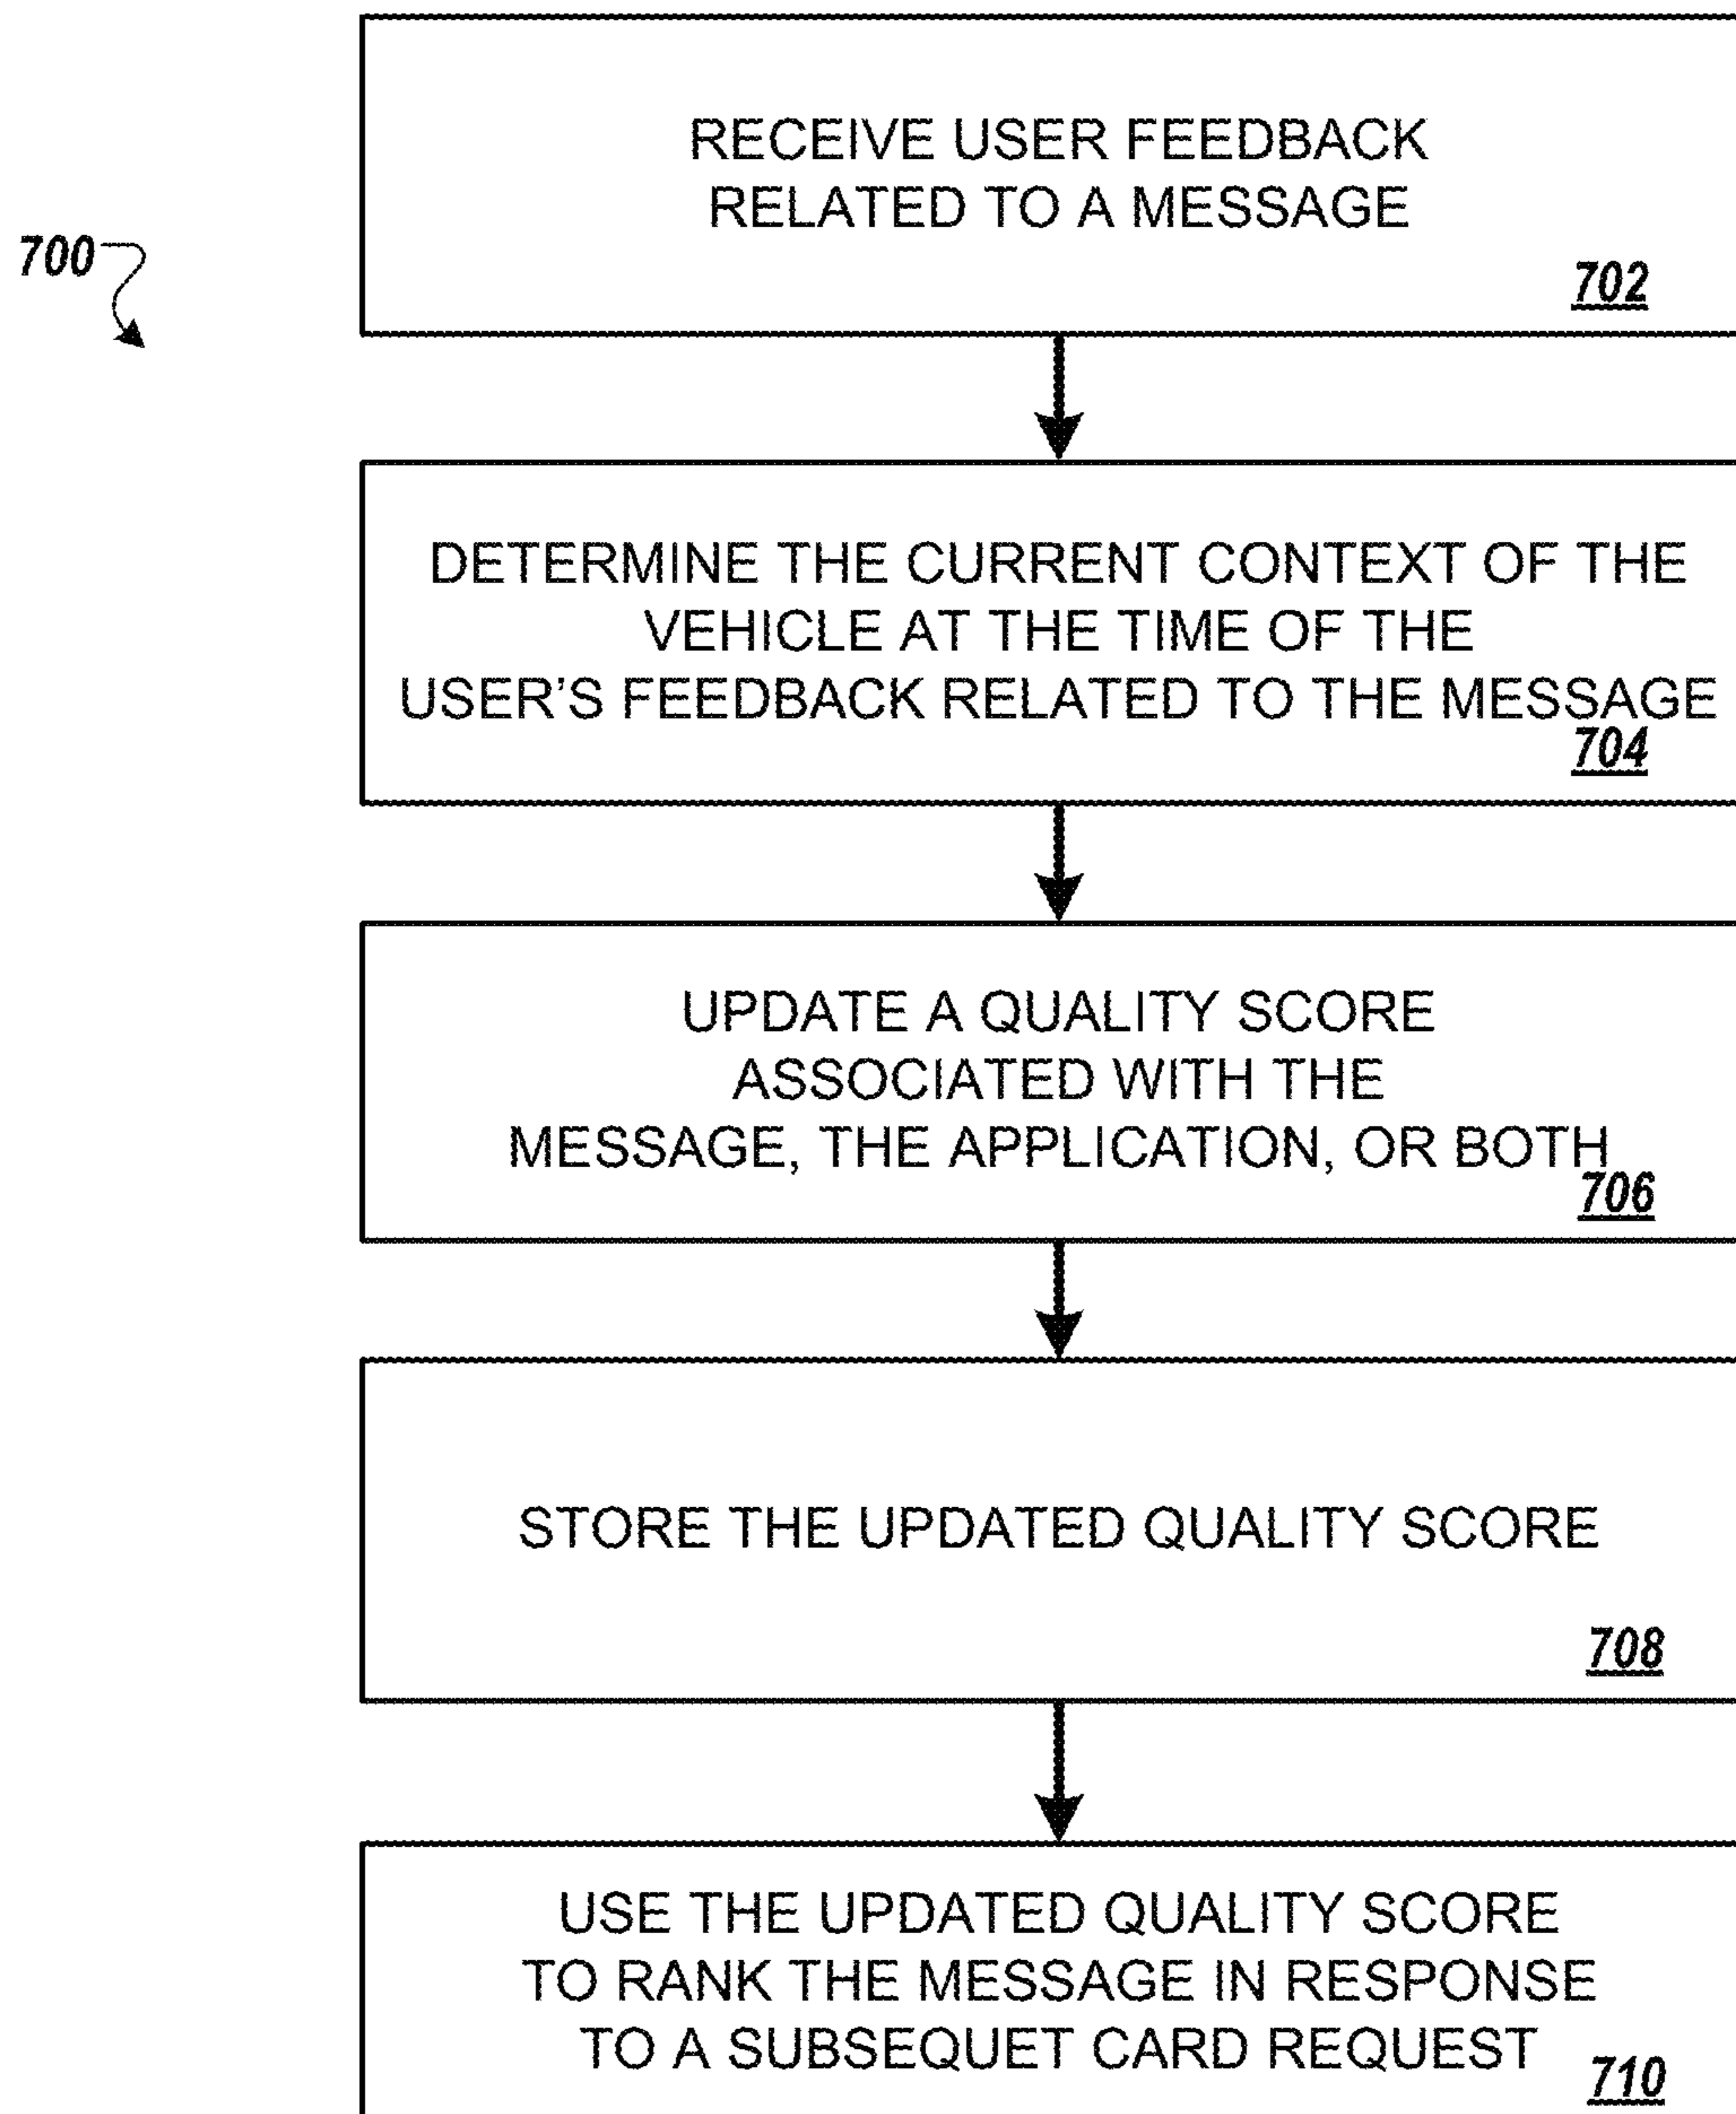 RECEIVE USER FEEDBACK
RELATED TO A MESSAGE
700
702
DETERMINE THE CURRENT CONTEXT OF THE
VEHICLE AT THE TIME OF THE
USER'S FEEDBACK RELATED TO THE MESSAGE
704
UPDATE A QUALITY SCORE
ASSOCIATED WITH THE
MESSAGE, THE APPLICATION, OR BOTH
706
STORE THE UPDATED QUALITY SCORE
708
USE THE UPDATED QUALITY SCORE
TO RANK THE MESSAGE IN RESPONSE
TO A SUBSEQUET CARD REQUEST
710